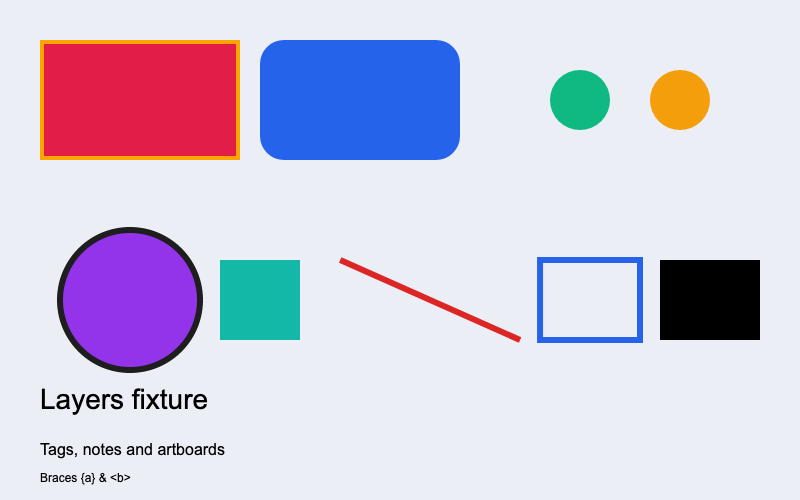 Layers fixture
Tags, notes and artboards
Braces {a} & <b>